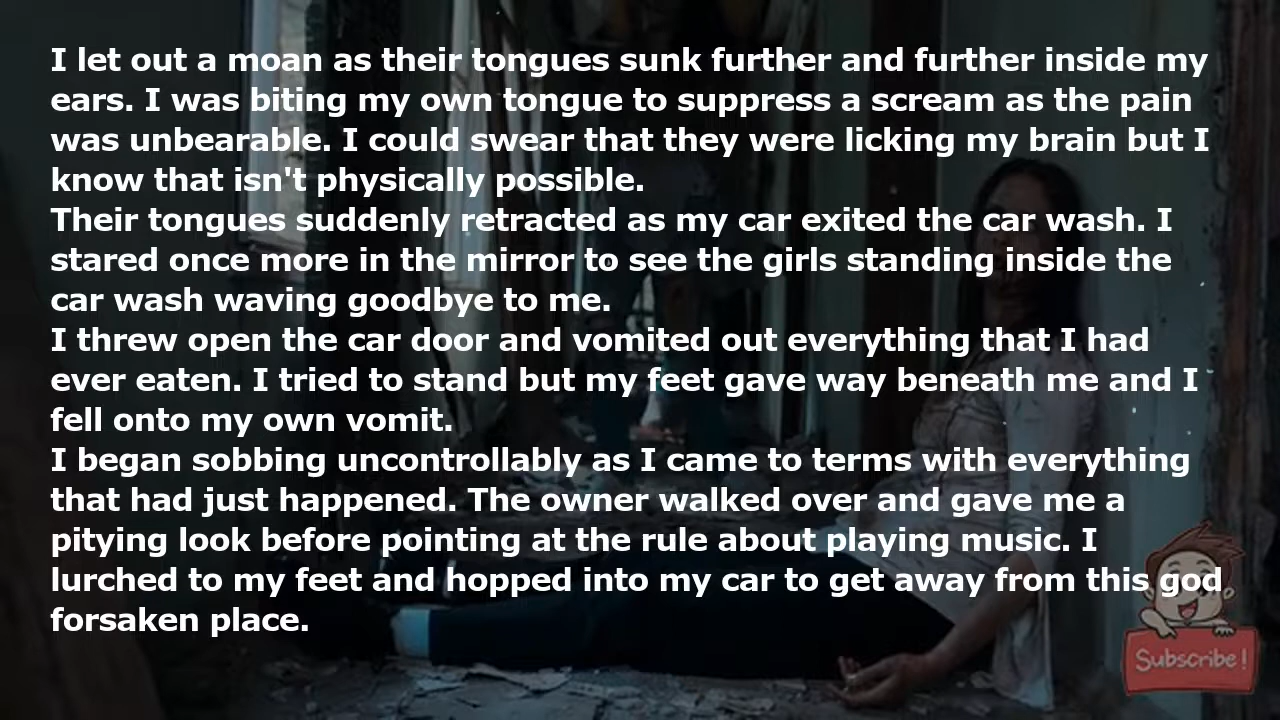 I let out a moan as their tongues sunk further and further inside my
ears. I was biting my own tongue to suppress a scream as the pain
was unbearable. I could swear that they were licking my brain but I
know that isn't physically possible.
Their tongues suddenly retracted as my car exited the car wash. I
stared once more in the mirror to see the girls standing inside the
car wash waving goodbye to me.
I threw open the car door and vomited out everything that I had
ever eaten. I tried to stand but my feet gave way beneath me and I
fell onto my own vomit.
I began sobbing uncontrollably as I came to terms with everything
that had just happened. The owner walked over and gave me a
pitying look before pointing at the rule about playing music. I
lurched to my feet and hopped into my car to get away from this god
forsaken place.
Subscribe!